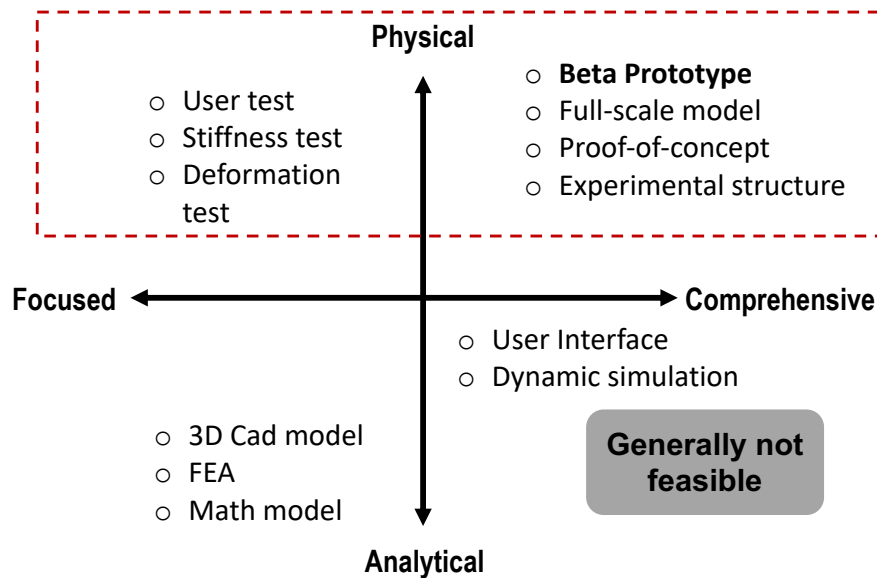 Physical
○ User test
○ Stiffness test
○ Deformation
test
○ Beta Prototype
○ Full-scale model
○ Proof-of-concept
○ Experimental structure
Focused
Comprehensive
○ User Interface
○ Dynamic simulation
○ 3D Cad model
○ FEA
○ Math model
Generally not
feasible
Analytical